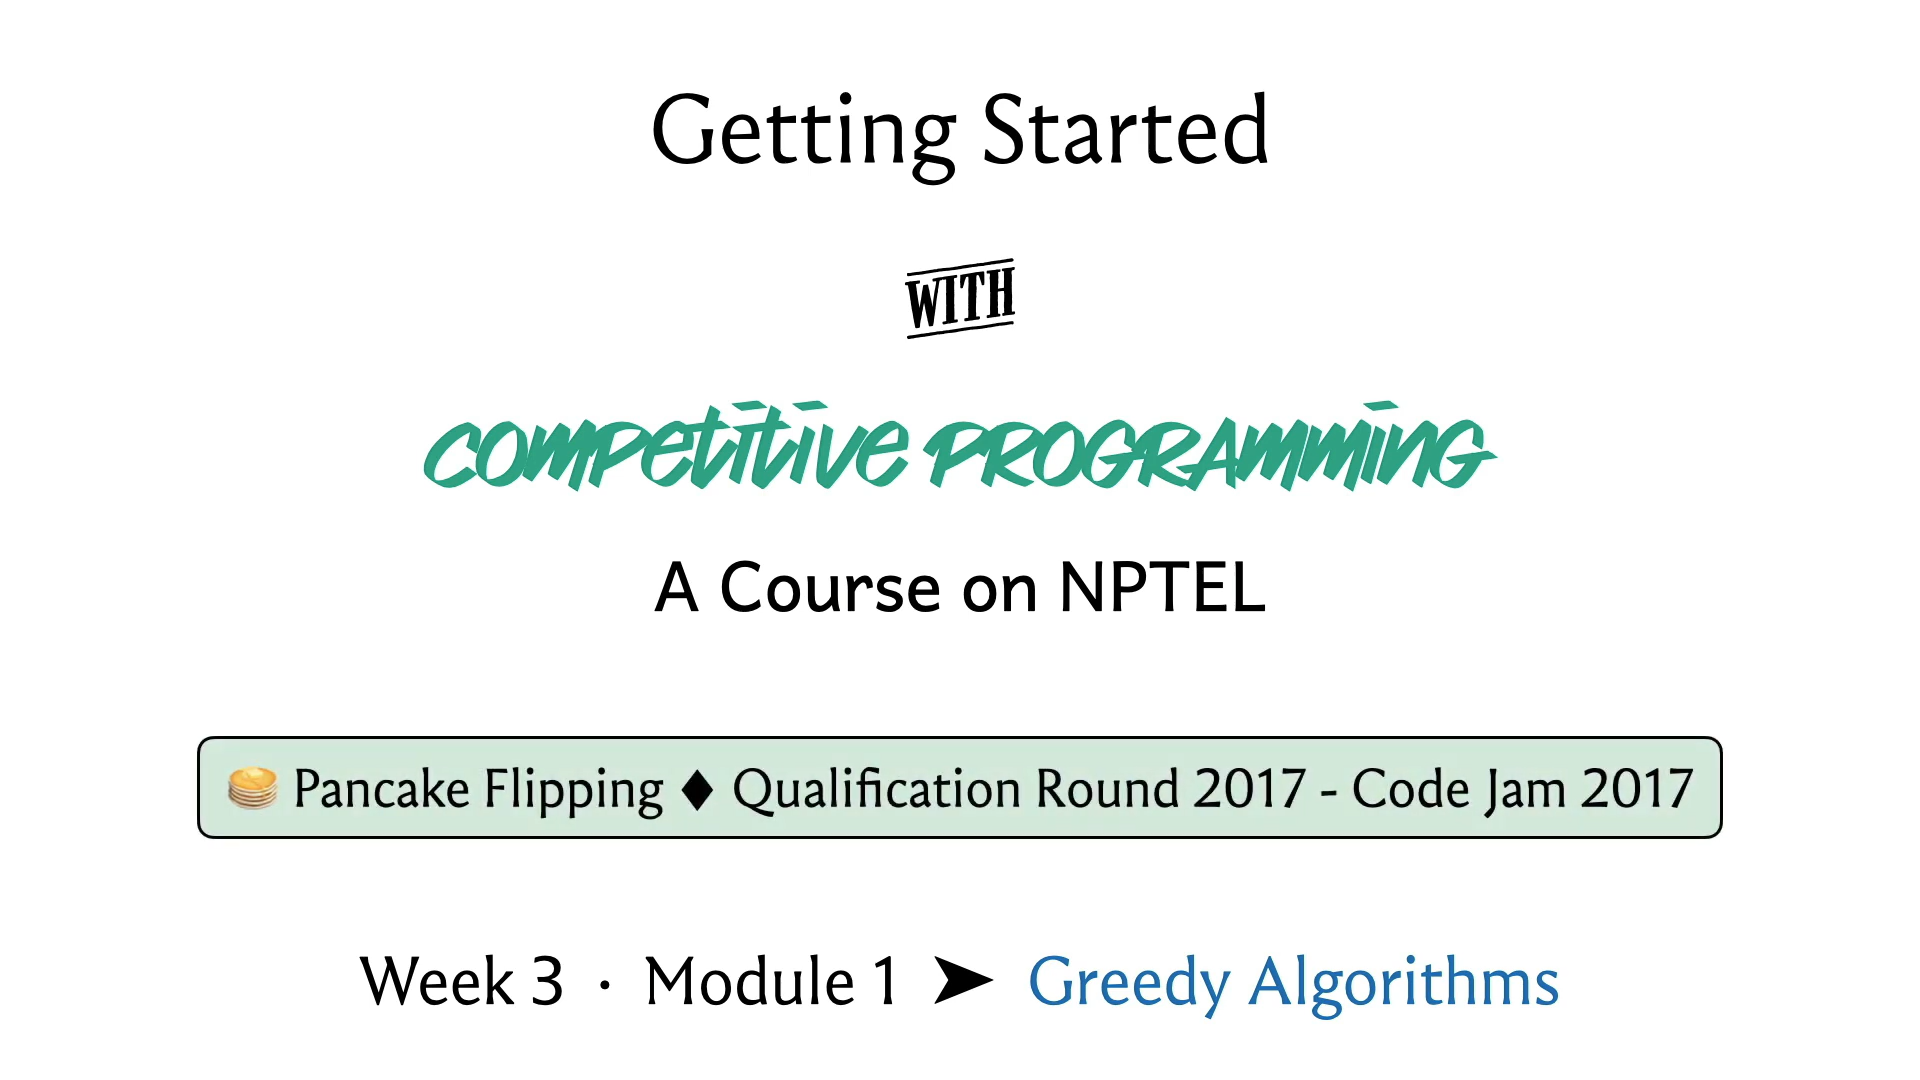 Getting Started
WITH
COMPETITIVE PROGRAMMING
A Course on NPTEL
🥞 Pancake Flipping ♦ Qualification Round 2017 - Code Jam 2017
Week 3 · Module 1 ➤ Greedy Algorithms